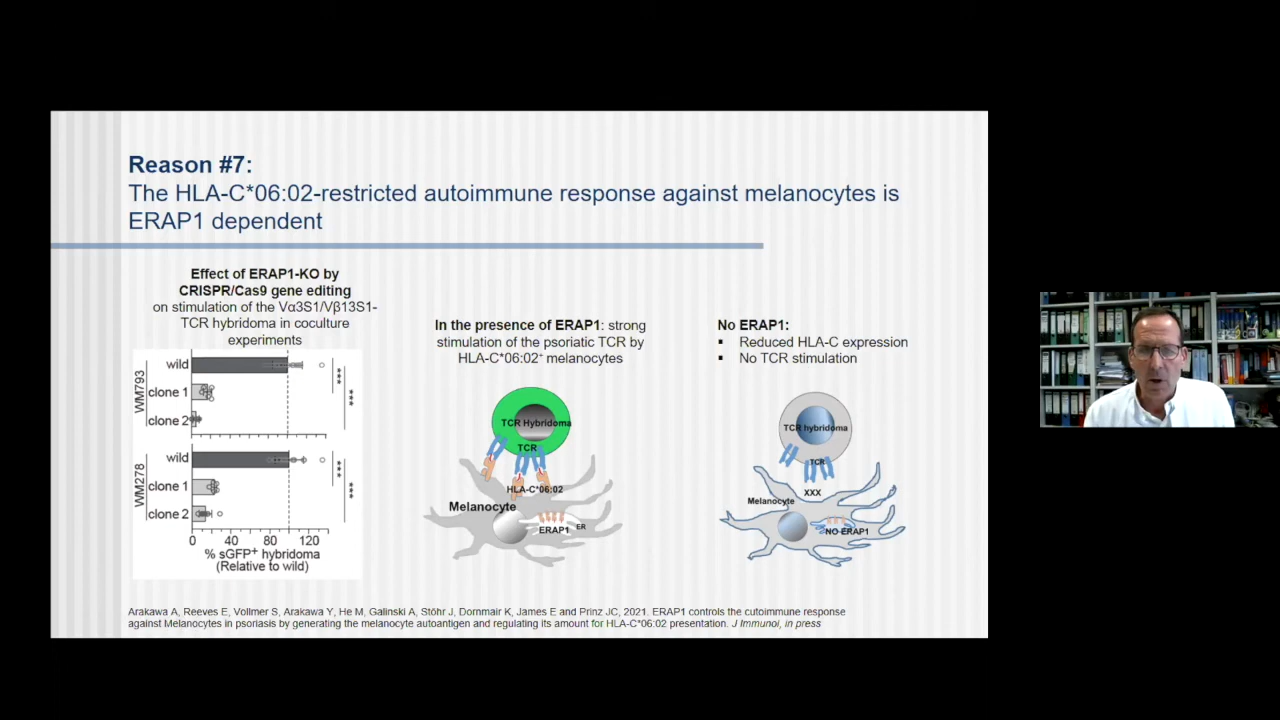 Reason #7:
The HLA-C*06:02-restricted autoimmune response against melanocytes is
ERAP1 dependent
Effect of ERAP1-KO by
CRISPR/Cas9 gene editing
on stimulation of the Vα3S1/Vβ13S1-
TCR hybridoma in coculture
experiments
WM793
wild
clone 1
clone 2
***
***
WM278
wild
clone 1
clone 2
***
***
0 40 80 120
% sGFP+ hybridoma
(Relative to wild)
In the presence of ERAP1: strong
stimulation of the psoriatic TCR by
HLA-C*06:02+ melanocytes
TCR Hybridoma
TCR
HLA-C*06:02
Melanocyte
ERAP1
ER
No ERAP1:
▪ Reduced HLA-C expression
▪ No TCR stimulation
TCR hybridoma
TCR
XXX
Melanocyte
NO ERAP1
Arakawa A, Reeves E, Vollmer S, Arakawa Y, He M, Galinski A, Stöhr J, Dornmair K, James E and Prinz JC, 2021. ERAP1 controls the cutoimmune response
against Melanocytes in psoriasis by generating the melanocyte autoantigen and regulating its amount for HLA-C*06:02 presentation. J Immunol, in press